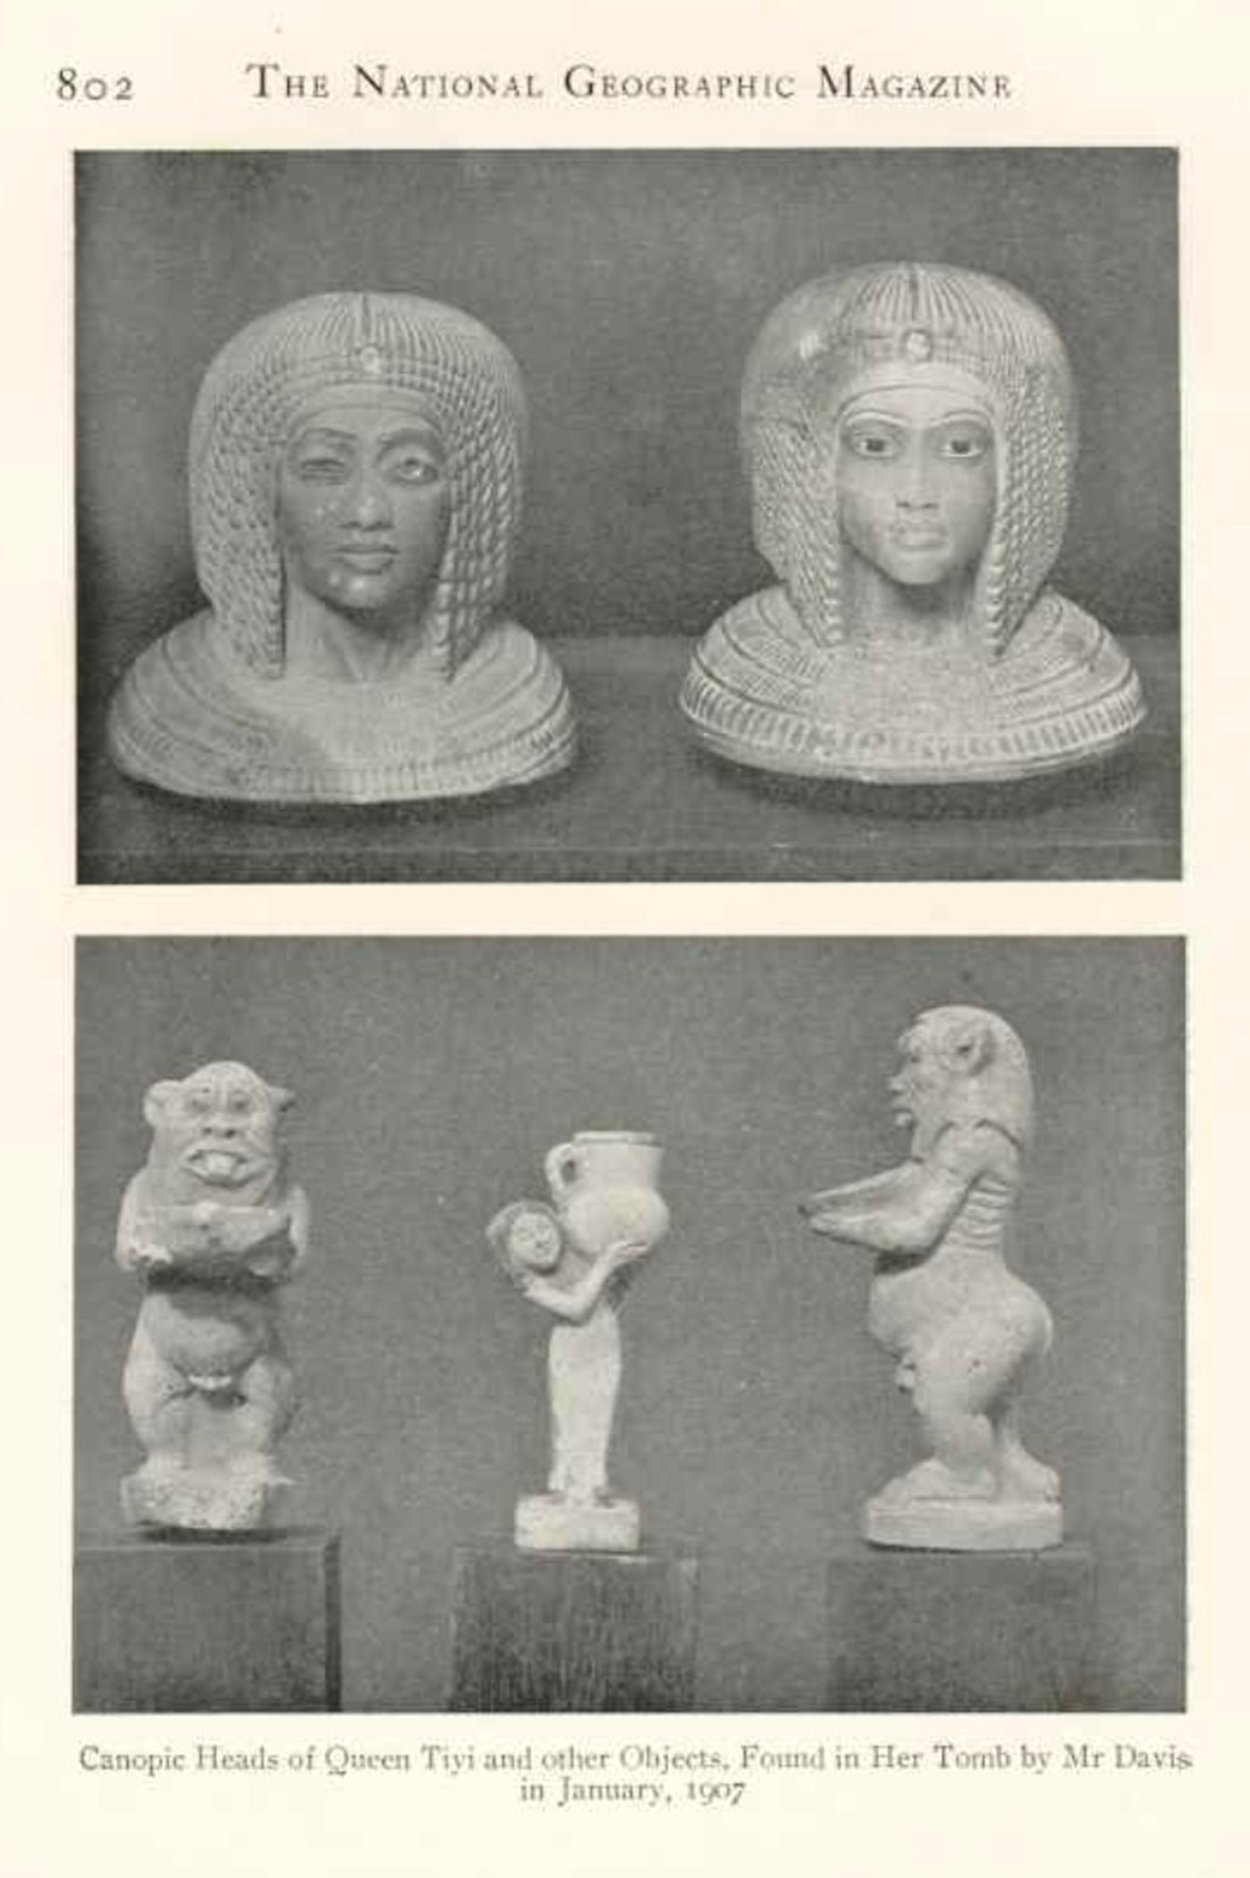 802 THE NATIONAL GEOGRAPHIC MAGAZINE
Canopic Heads of Queen Tiyi and other Objects, Found in Her Tomb by Mr Davis
in January, 1907